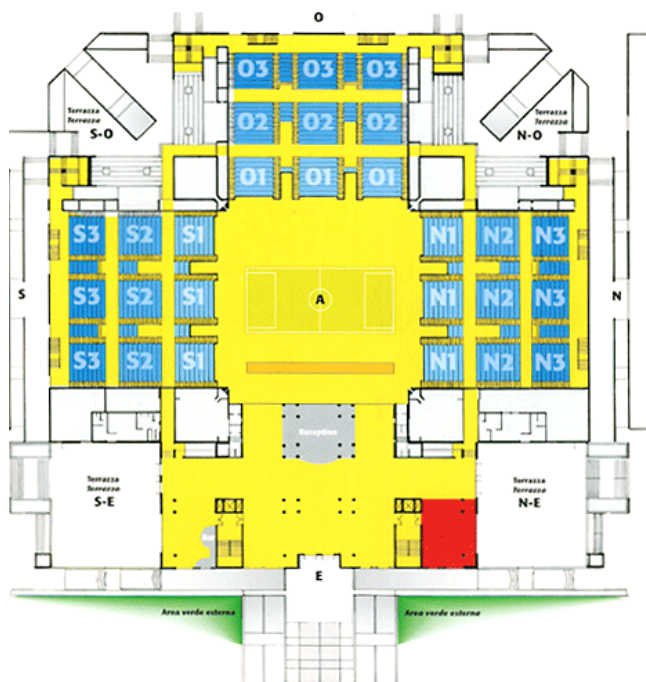 O
O3 O3 O3
Terrazza
Terrazza
S-O
Terrazza
Terrazza
N-O
O2 O2 O2
O1 O1 O1
S3 S2 S1
N1 N2 N3
S
S3 S2 S1
A
N1 N2 N3
N
S3 S2 S1
N1 N2 N3
Reception
Terrazza
Terrazza
S-E
Terrazza
Terrazza
N-E
Bar
E
Area verde esterna
Area verde esterna